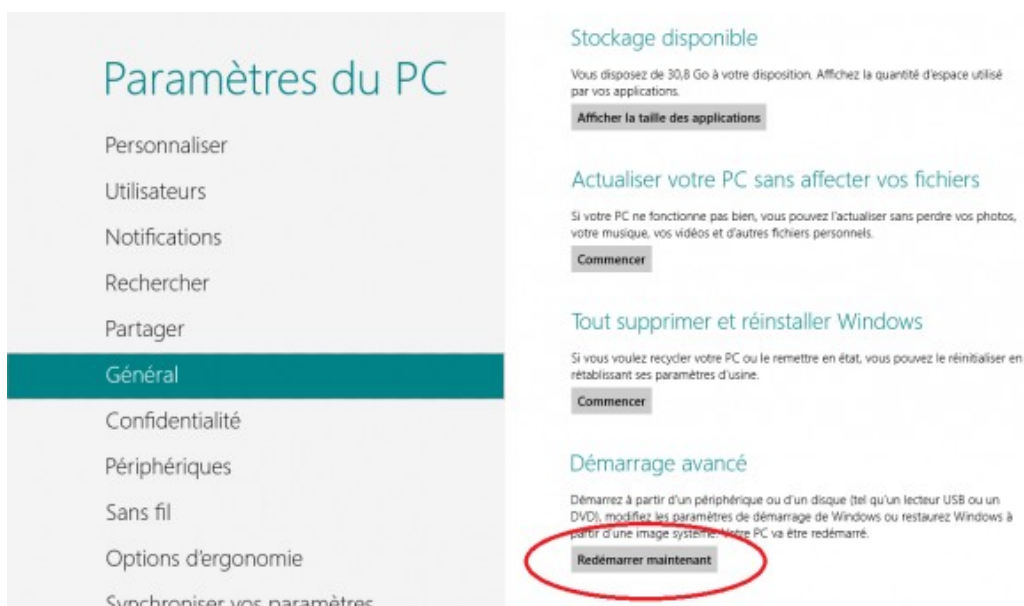 Paramètres du PC
Personnaliser
Utilisateurs
Notifications
Rechercher
Partager
Général
Confidentialité
Périphériques
Sans fil
Options d'ergonomie
Synchroniser vos paramètres
Stockage disponible
Vous disposez de 30,8 Go à votre disposition. Affichez la quantité d'espace utilisé
par vos applications.
Afficher la taille des applications
Actualiser votre PC sans affecter vos fichiers
Si votre PC ne fonctionne pas bien, vous pouvez l'actualiser sans perdre vos photos,
votre musique, vos vidéos et d'autres fichiers personnels.
Commencer
Tout supprimer et réinstaller Windows
Si vous voulez recycler votre PC ou le remettre en état, vous pouvez le réinitialiser en
rétablissant ses paramètres d'usine.
Commencer
Démarrage avancé
Démarrez à partir d'un périphérique ou d'un disque (tel qu'un lecteur USB ou un
DVD), modifiez les paramètres de démarrage de Windows ou restaurez Windows à
partir d'une image système. Votre PC va être redémarré.
Redémarrer maintenant